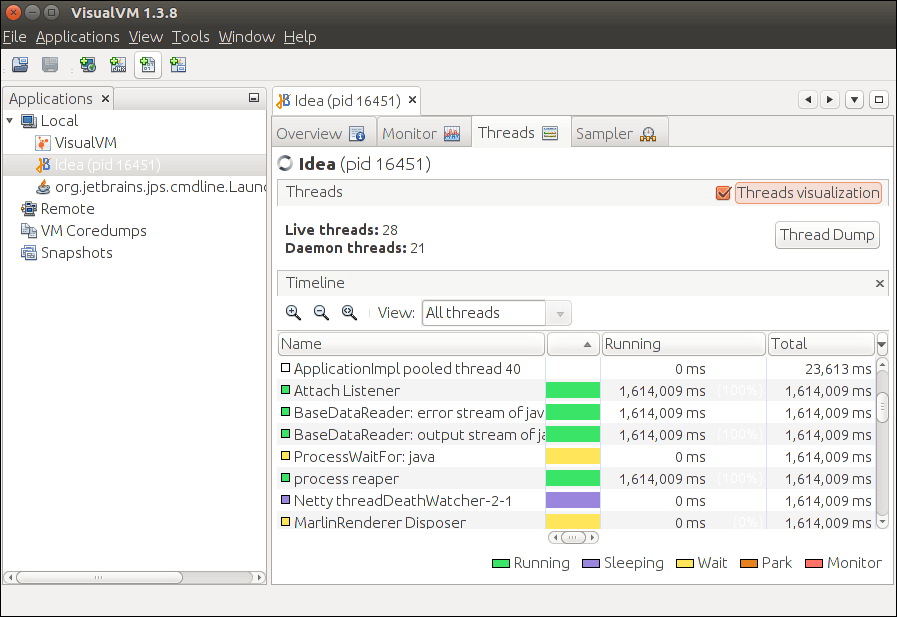 VisualVM 1.3.8
File Applications View Tools Window Help
Applications
Local
VisualVM
Idea (pid 16451)
org.jetbrains.jps.cmdline.Laun
Remote
VM Coredumps
Snapshots
Idea (pid 16451)
Overview Monitor Threads Sampler
Idea (pid 16451)
Threads Threads visualization
Live threads: 28
Daemon threads: 21
Thread Dump
Timeline
View: All threads
Name Running Total
ApplicationImpl pooled thread 40 0 ms 23,613 ms
Attach Listener 1,614,009 ms (100%) 1,614,009 ms
BaseDataReader: error stream of jav 1,614,009 ms 1,614,009 ms
BaseDataReader: output stream of ja 1,614,009 ms (100%) 1,614,009 ms
ProcessWaitFor: java 0 ms 1,614,009 ms
process reaper 1,614,009 ms (100%) 1,614,009 ms
Netty threadDeathWatcher-2-1 0 ms 1,614,009 ms
MarlinRenderer Disposer 0 ms (0%) 1,614,009 ms
Running Sleeping Wait Park Monitor